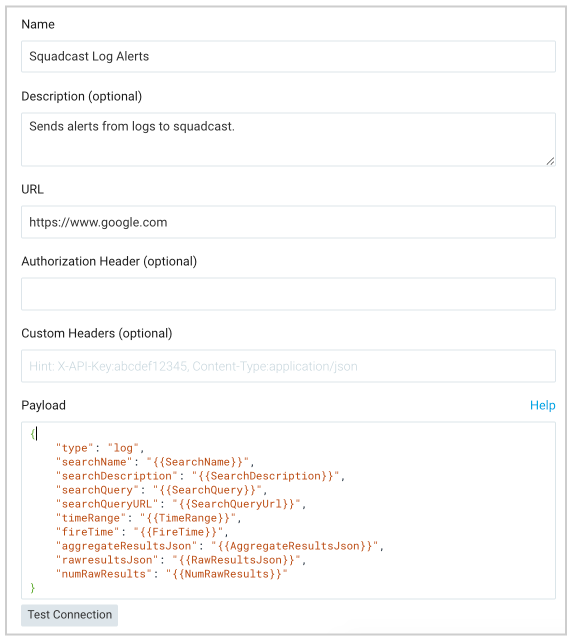 Name
Squadcast Log Alerts
Description (optional)
Sends alerts from logs to squadcast.
URL
https://www.google.com
Authorization Header (optional)
Custom Headers (optional)
Hint: X-API-Key:abcdef12345, Content-Type:application/json
Payload Help
{
"type": "log",
"searchName": "{{SearchName}}",
"searchDescription": "{{SearchDescription}}",
"searchQuery": "{{SearchQuery}}",
"searchQueryURL": "{{SearchQueryUrl}}",
"timeRange": "{{TimeRange}}",
"fireTime": "{{FireTime}}",
"aggregateResultsJson": "{{AggregateResultsJson}}",
"rawresultsJson": "{{RawResultsJson}}",
"numRawResults": "{{NumRawResults}}"
}
Test Connection